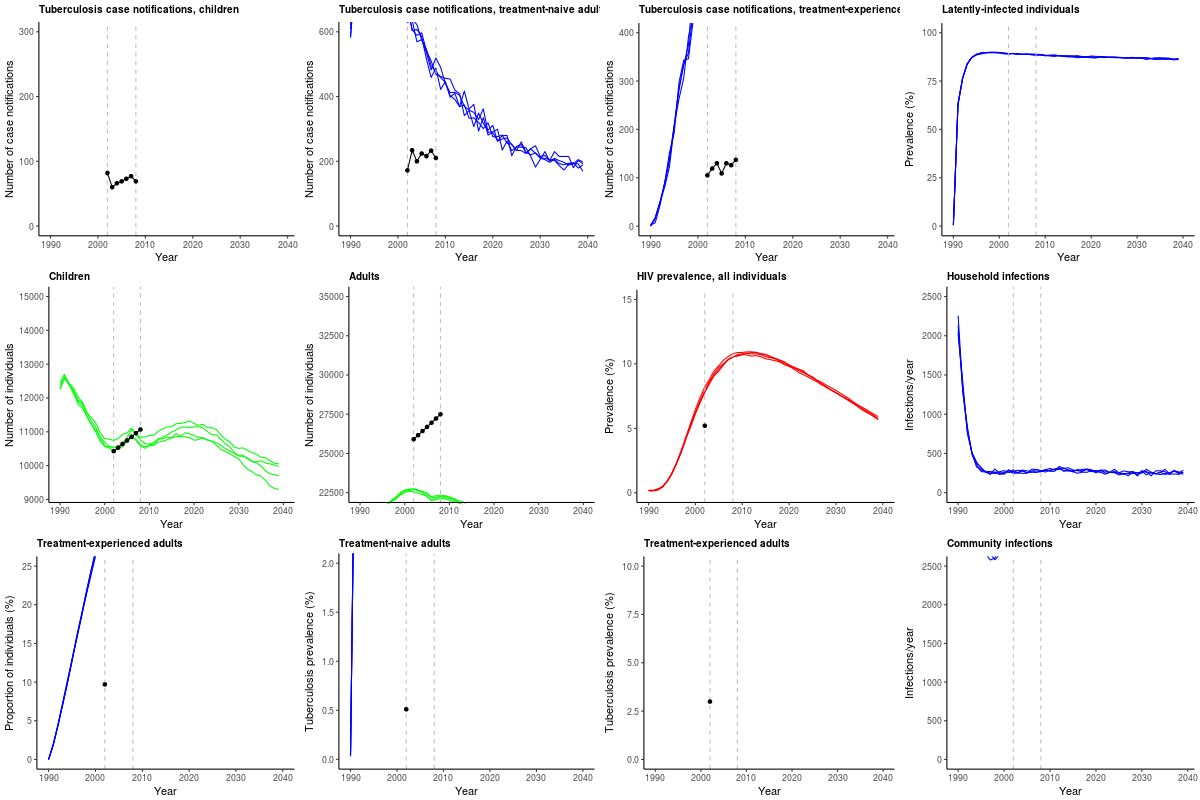 Tuberculosis case notifications, children
Number of case notifications
300
200
100
0
1990 2000 2010 2020 2030 2040
Year
Tuberculosis case notifications, treatment-naive adult
Number of case notifications
600
400
200
0
1990 2000 2010 2020 2030 2040
Year
Tuberculosis case notifications, treatment-experience
Number of case notifications
400
300
200
100
0
1990 2000 2010 2020 2030 2040
Year
Latently-infected individuals
Prevalence (%)
100
75
50
25
0
1990 2000 2010 2020 2030 2040
Year
Children
Number of individuals
15000
14000
13000
12000
11000
10000
9000
1990 2000 2010 2020 2030 2040
Year
Adults
Number of individuals
35000
32500
30000
27500
25000
22500
1990 2000 2010 2020 2030 2040
Year
HIV prevalence, all individuals
Prevalence (%)
15
10
5
0
1990 2000 2010 2020 2030 2040
Year
Household infections
Infections/year
2500
2000
1500
1000
500
0
1990 2000 2010 2020 2030 2040
Year
Treatment-experienced adults
Proportion of individuals (%)
25
20
15
10
5
0
1990 2000 2010 2020 2030 2040
Year
Treatment-naive adults
Tuberculosis prevalence (%)
2.0
1.5
1.0
0.5
0.0
1990 2000 2010 2020 2030 2040
Year
Treatment-experienced adults
Tuberculosis prevalence (%)
10.0
7.5
5.0
2.5
0.0
1990 2000 2010 2020 2030 2040
Year
Community infections
Infections/year
2500
2000
1500
1000
500
0
1990 2000 2010 2020 2030 2040
Year